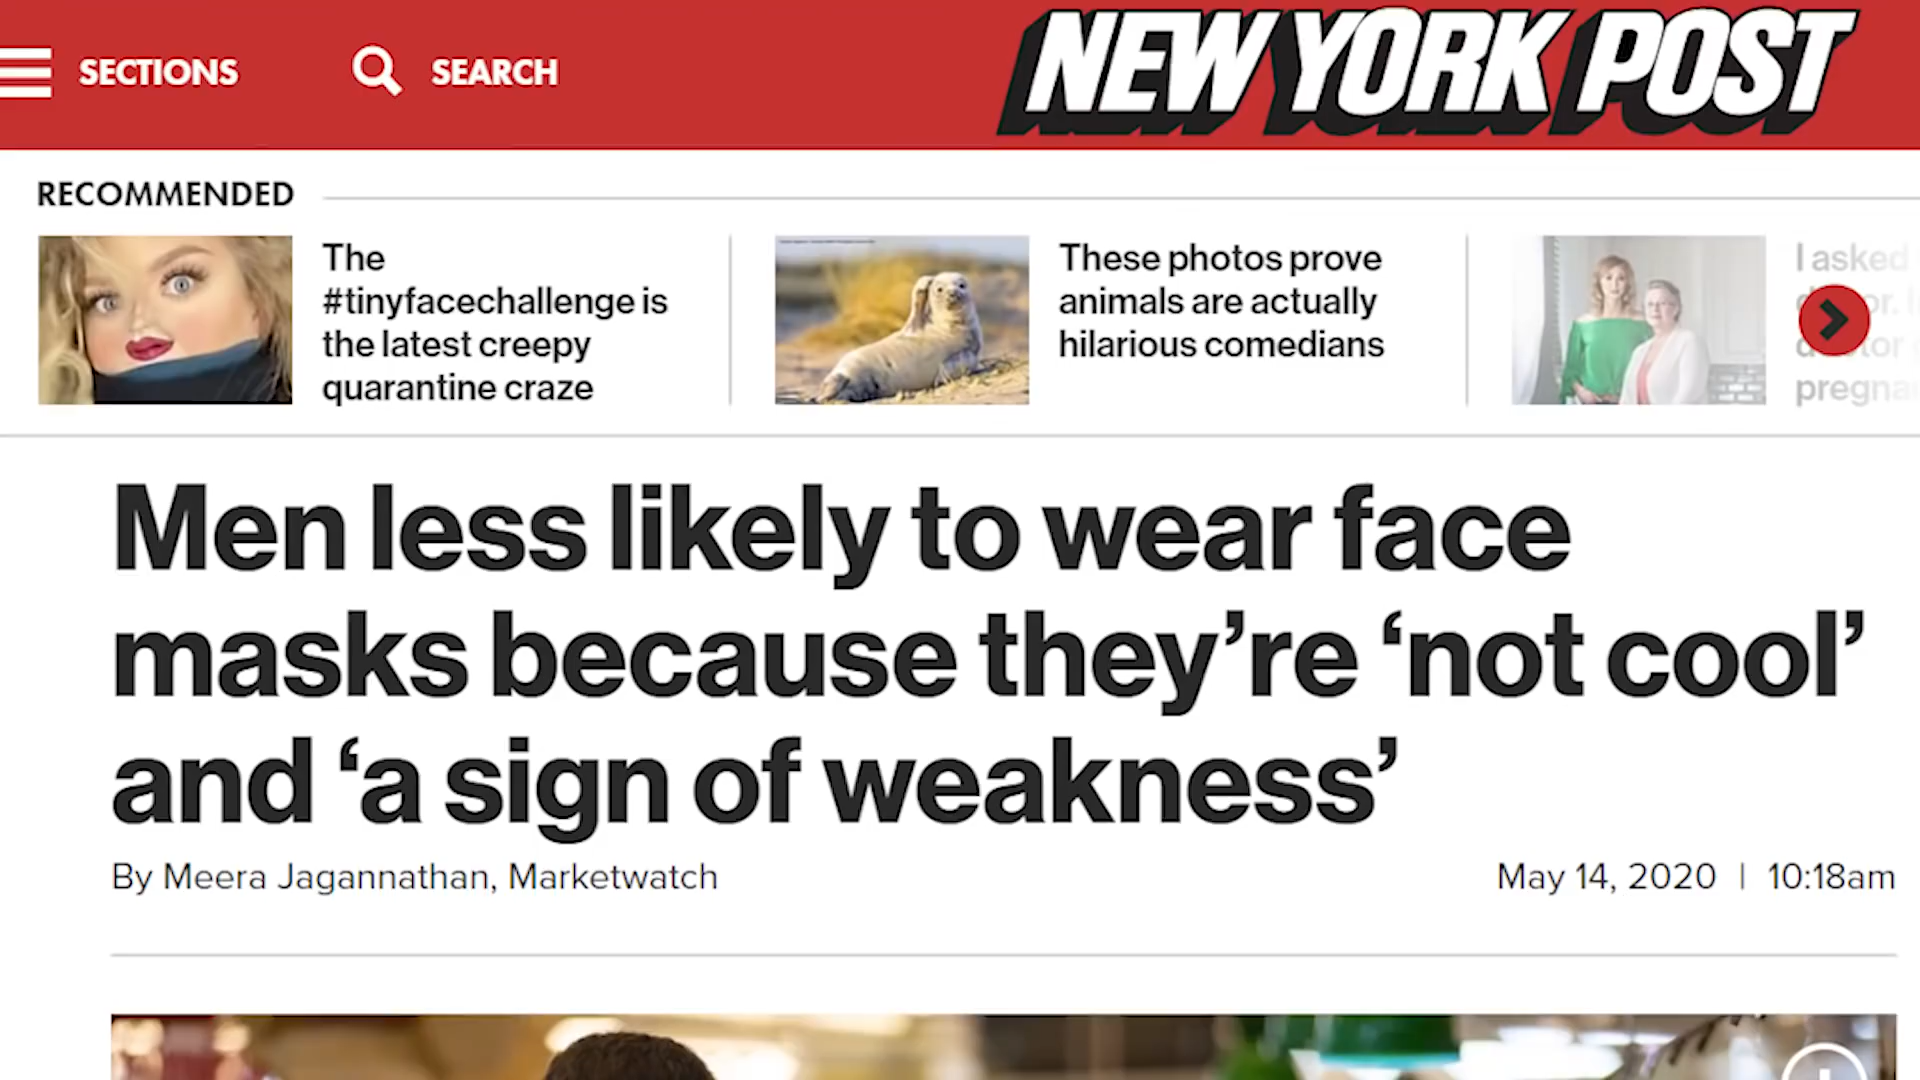 SECTIONS
SEARCH
NEW YORK POST
RECOMMENDED
The
#tinyfacechallenge is
the latest creepy
quarantine craze
These photos prove
animals are actually
hilarious comedians
I asked
Men less likely to wear face
masks because they’re ‘not cool’
and ‘a sign of weakness’
By Meera Jagannathan, Marketwatch
May 14, 2020 | 10:18am